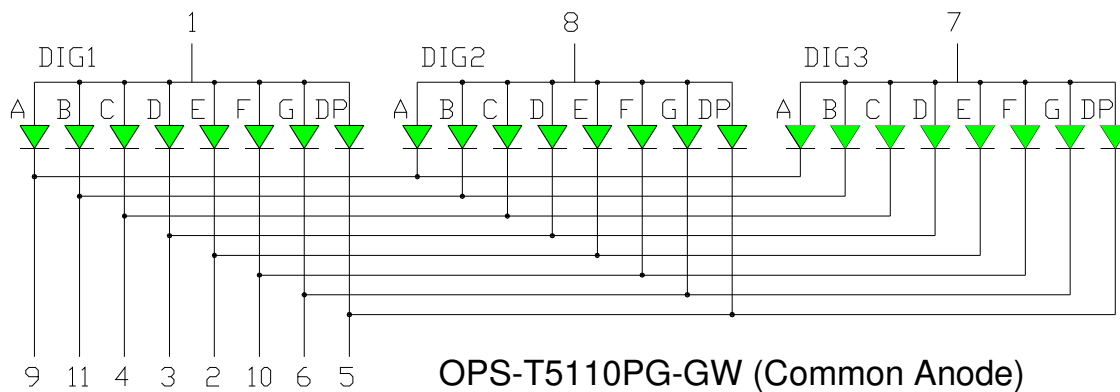 1 8 7
DIG1 DIG2 DIG3
A B C D E F G DP A B C D E F G DP A B C D E F G DP
9 11 4 3 2 10 6 5
OPS-T5110PG-GW (Common Anode)